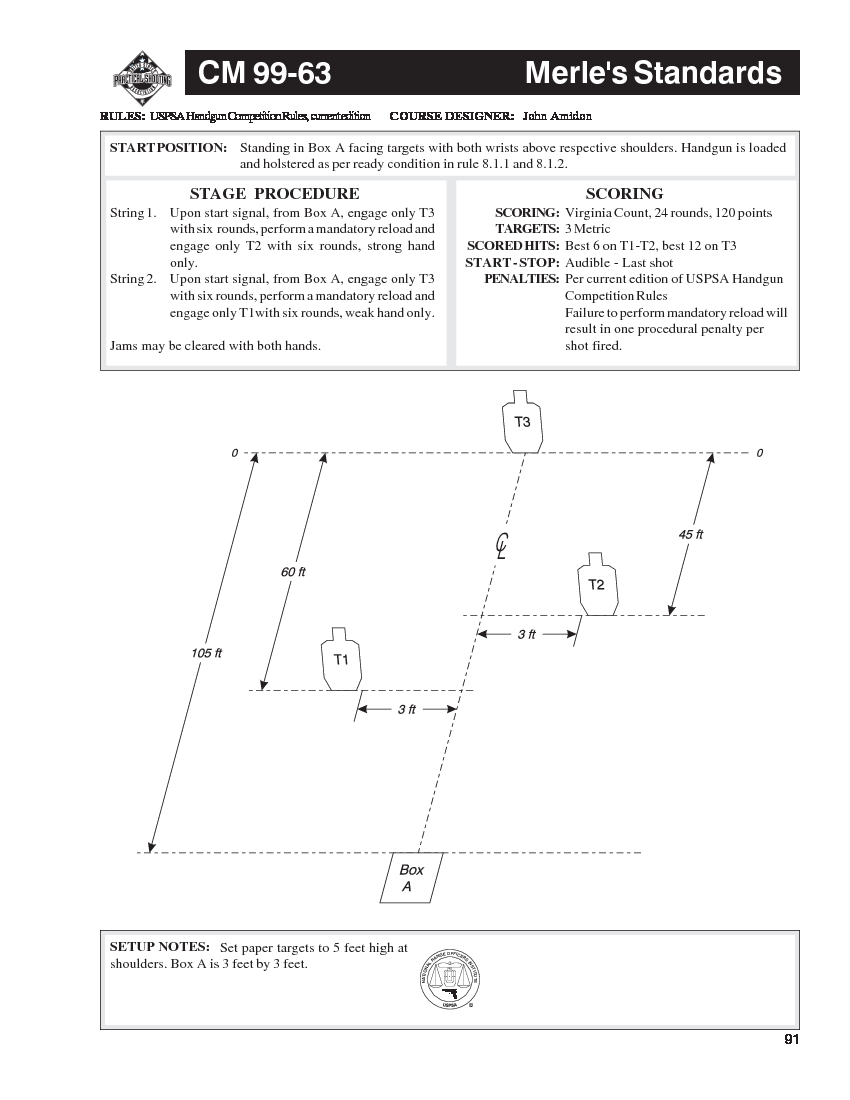 CM 99-63 Merle's Standards
PRACTICAL SHOOTING
RULES: USPSA Handgun Competition Rules, current edition COURSE DESIGNER: John Amidon
START POSITION: Standing in Box A facing targets with both wrists above respective shoulders. Handgun is loaded
and holstered as per ready condition in rule 8.1.1 and 8.1.2.
STAGE PROCEDURE
String 1. Upon start signal, from Box A, engage only T3
with six rounds, perform a mandatory reload and
engage only T2 with six rounds, strong hand
only.
String 2. Upon start signal, from Box A, engage only T3
with six rounds, perform a mandatory reload and
engage only T1 with six rounds, weak hand only.
Jams may be cleared with both hands.
SCORING
SCORING: Virginia Count, 24 rounds, 120 points
TARGETS: 3 Metric
SCORED HITS: Best 6 on T1-T2, best 12 on T3
START - STOP: Audible - Last shot
PENALTIES: Per current edition of USPSA Handgun
Competition Rules
Failure to perform mandatory reload will
result in one procedural penalty per
shot fired.
T3
0 0
45 ft
60 ft
T2
3 ft
105 ft
T1
3 ft
Box
A
SETUP NOTES: Set paper targets to 5 feet high at
shoulders. Box A is 3 feet by 3 feet.
NATIONAL RANGE OFFICERS INSTITUTE
USPSA
91